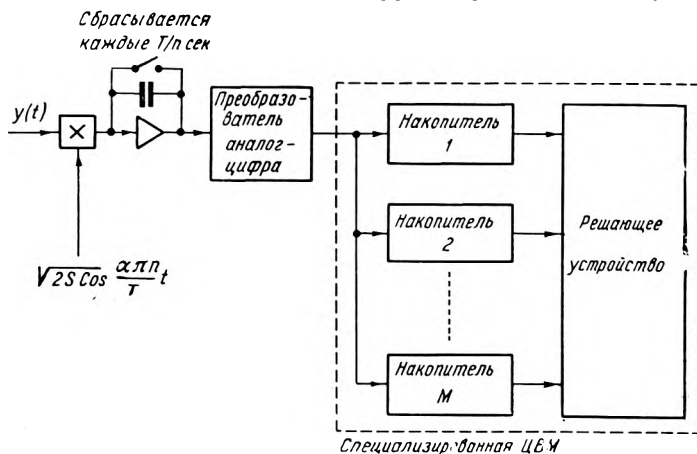 Сбрасывается
каждые T/n сек
y(t)
×
Преобразо-
ватель
аналог-
цифра
Накопитель
1
Накопитель
2
Решающее
устройство
√2S Cos απn/T t
Накопитель
M
Специализированная ЦВМ